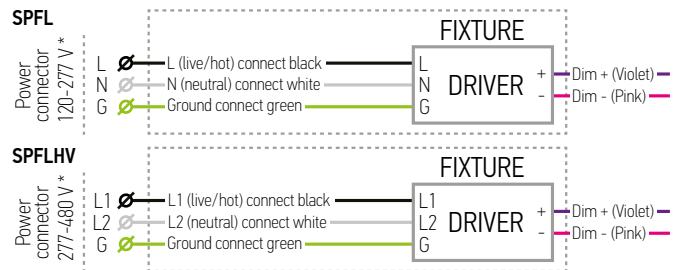 SPFL
FIXTURE
Power
connector
120-277 V *
L L (live/hot) connect black L
N N (neutral) connect white N
G Ground connect green G
DRIVER
+ Dim + (Violet)
- Dim - (Pink)
SPFLHV
FIXTURE
Power
connector
277-480 V *
L1 L1 (live/hot) connect black L1
L2 L2 (neutral) connect white L2
G Ground connect green G
DRIVER
+ Dim + (Violet)
- Dim - (Pink)